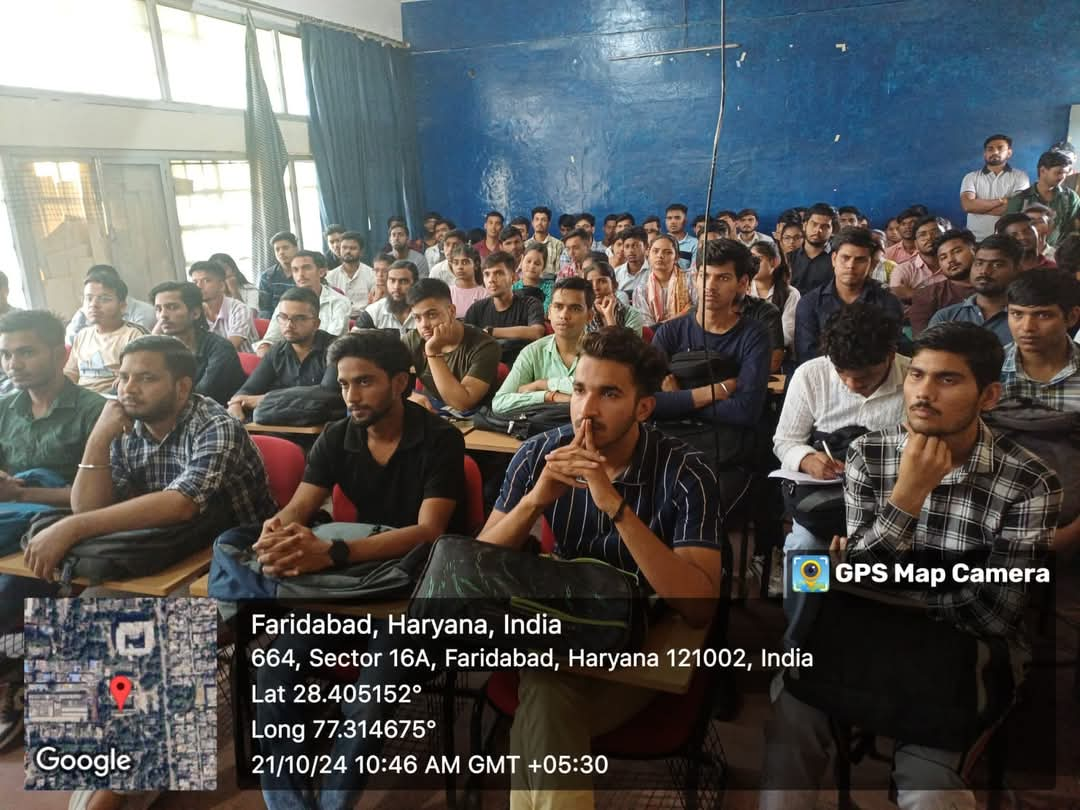 GPS Map Camera
Faridabad, Haryana, India
664, Sector 16A, Faridabad, Haryana 121002, India
Lat 28.405152°
Long 77.314675°
21/10/24 10:46 AM GMT +05:30
Google